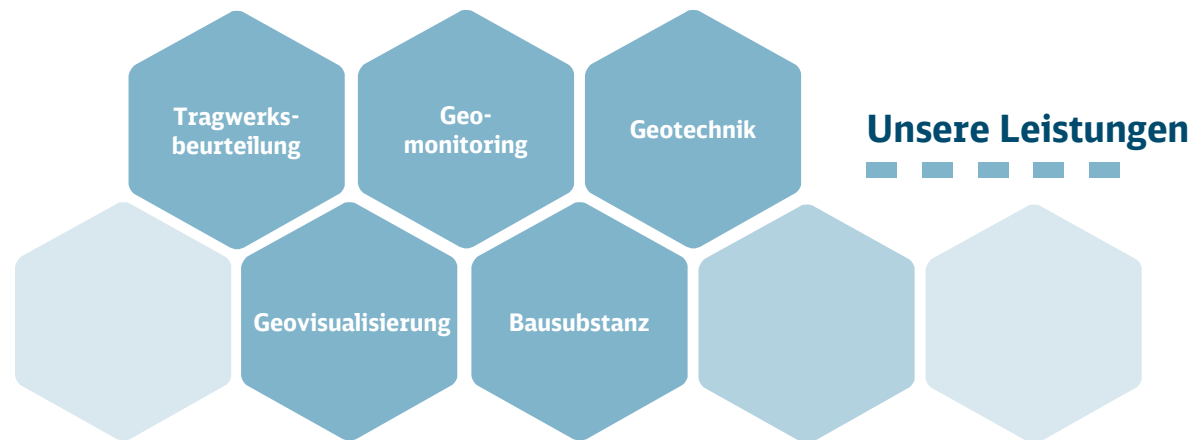 Tragwerks-
beurteilung
Geo-
monitoring
Geotechnik
Unsere Leistungen
Geovisualisierung
Bausubstanz